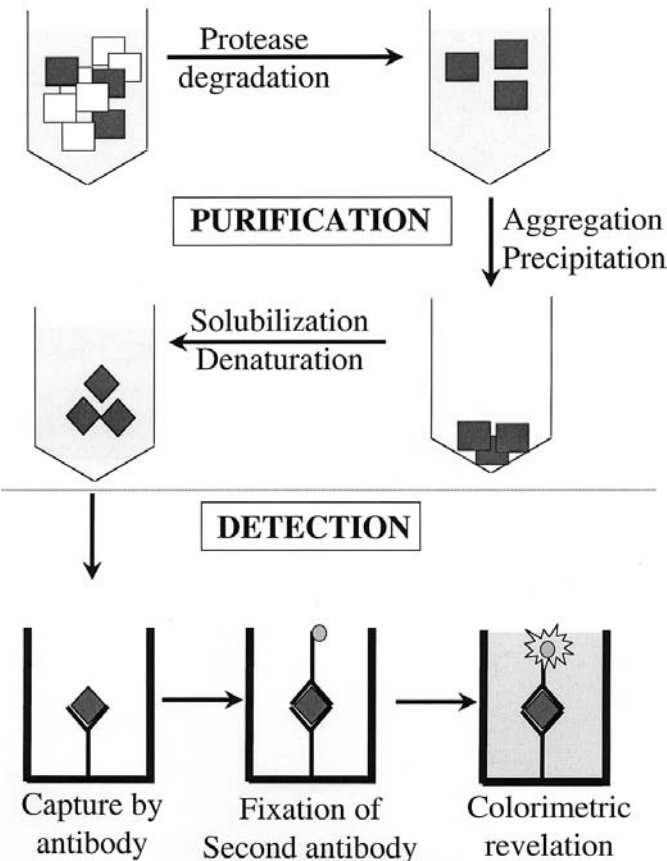 Protease
degradation
PURIFICATION
Aggregation
Precipitation
Solubilization
Denaturation
DETECTION
Capture by
antibody
Fixation of
Second antibody
Colorimetric
revelation